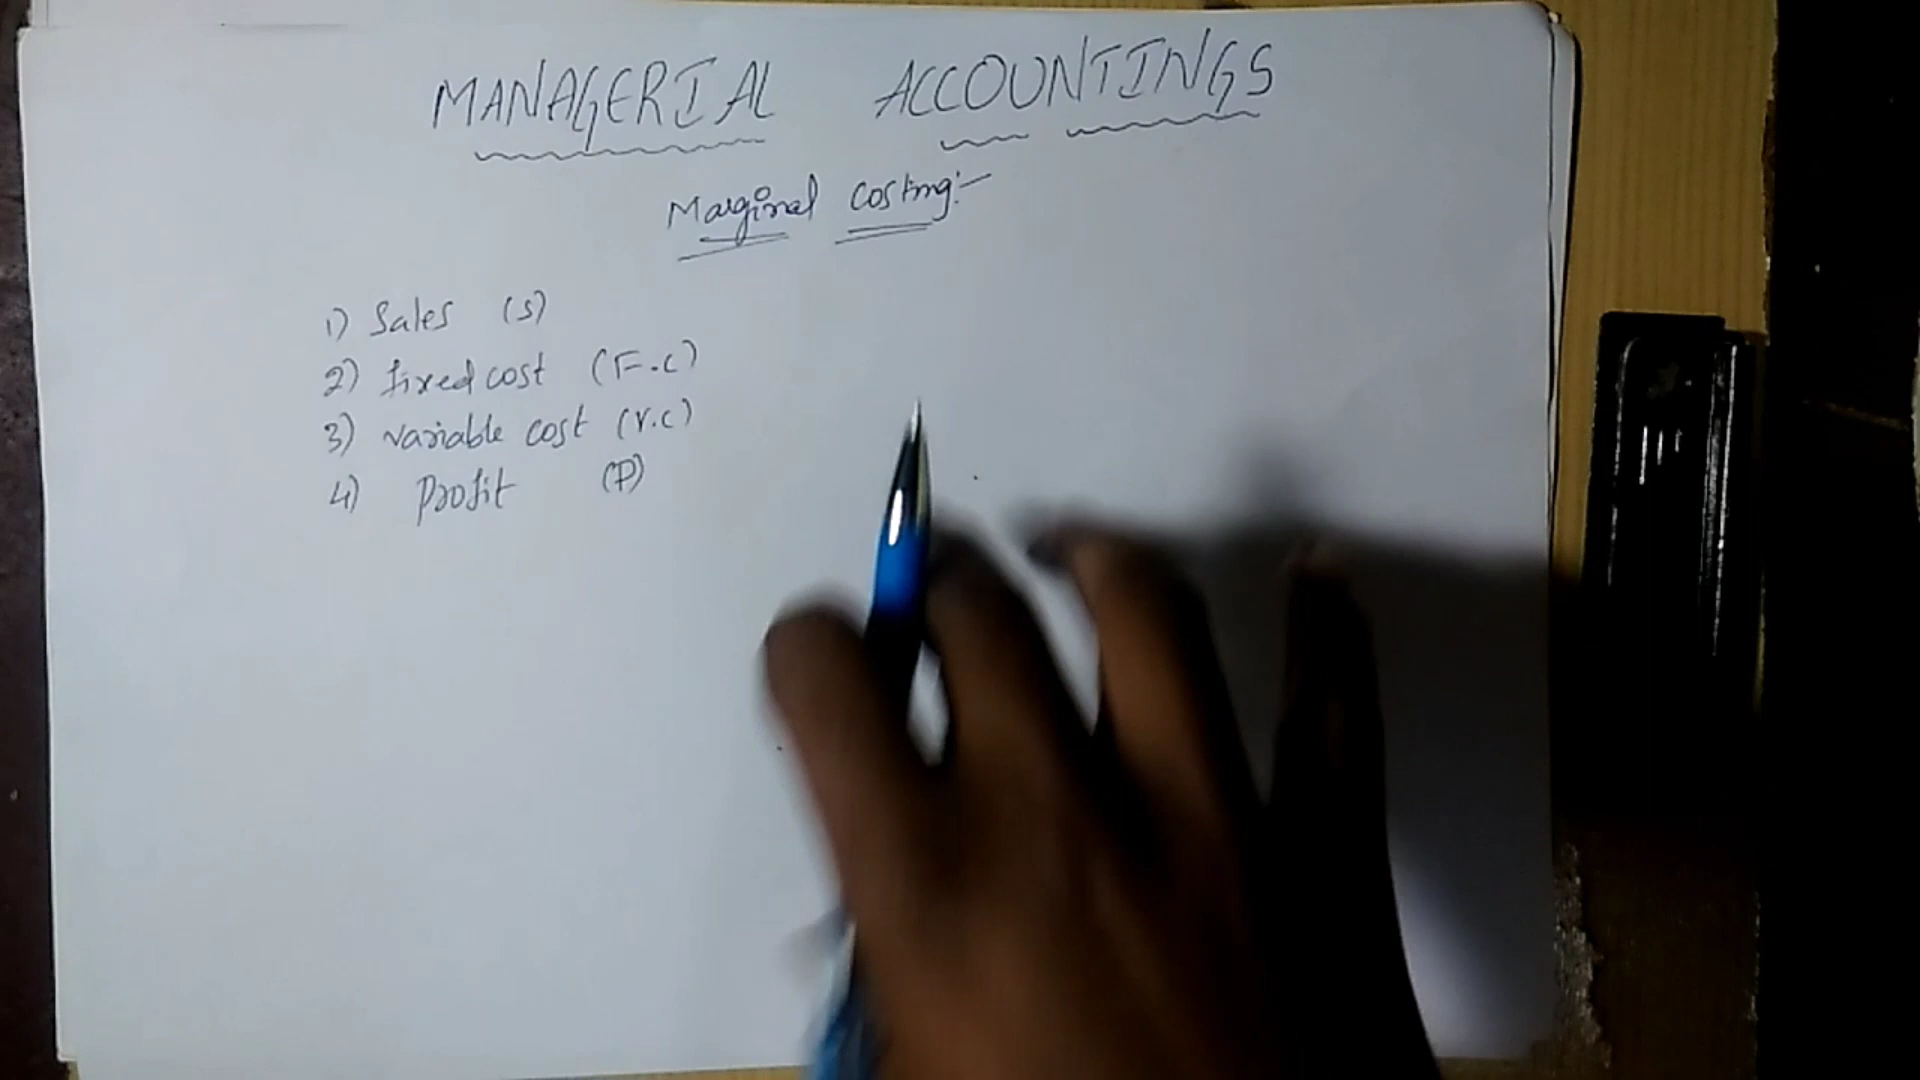 MANAGERIAL ACCOUNTINGS
Marginal Costing:-
1) Sales (S)
2) fixed cost (F.C)
3) variable cost (V.C)
4) Profit (P)